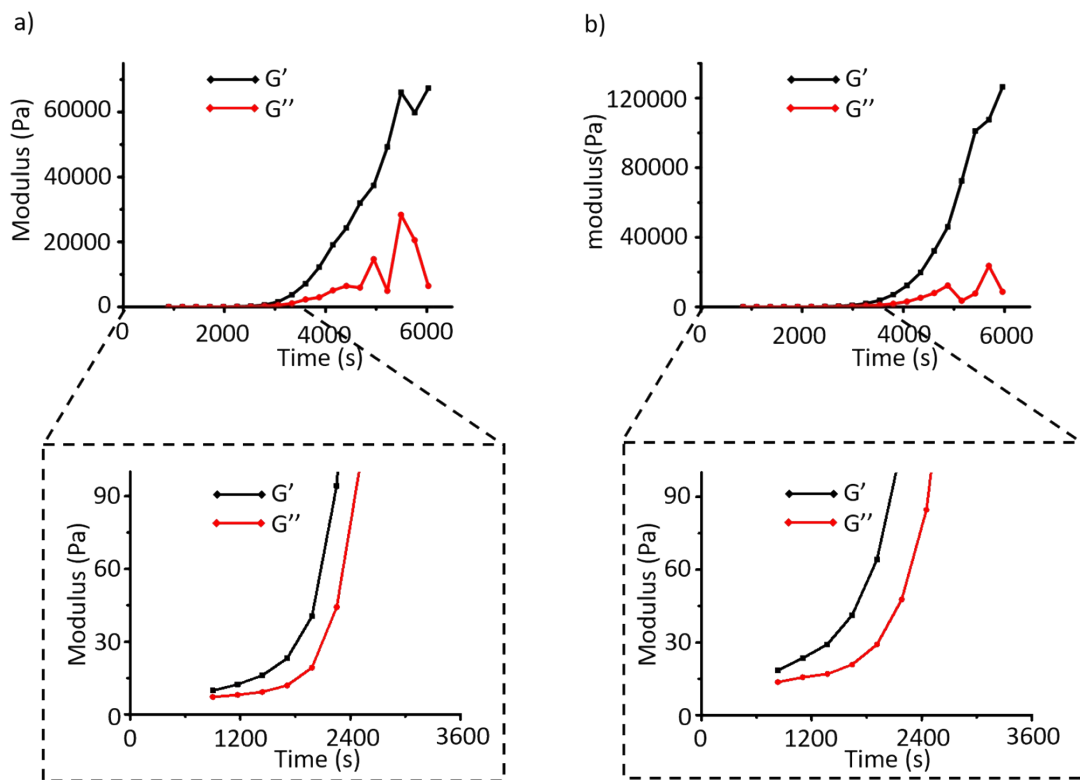 a)
G’
G’’
Modulus (Pa)
60000
40000
20000
0
0 2000 4000 6000
Time (s)
G’
G’’
Modulus (Pa)
90
60
30
0
0 1200 2400 3600
Time (s)
b)
G’
G’’
modulus(Pa)
120000
80000
40000
0
0 2000 4000 6000
Time (s)
G’
G’’
Modulus (Pa)
90
60
30
0
0 1200 2400 3600
Time (s)